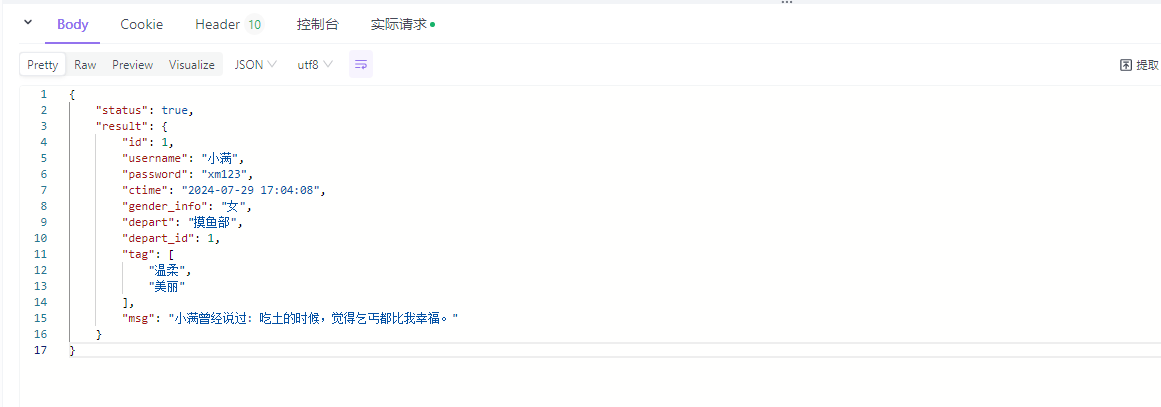 Body Cookie Header 10 控制台 实际请求
Pretty Raw Preview Visualize JSON utf8 提取
1 {
2 "status": true,
3 "result": {
4 "id": 1,
5 "username": "小满",
6 "password": "xm123",
7 "ctime": "2024-07-29 17:04:08",
8 "gender_info": "女",
9 "depart": "摸鱼部",
10 "depart_id": 1,
11 "tag": [
12 "温柔",
13 "美丽"
14 ],
15 "msg": "小满曾经说过: 吃土的时候，觉得乞丐都比我幸福。"
16 }
17 }